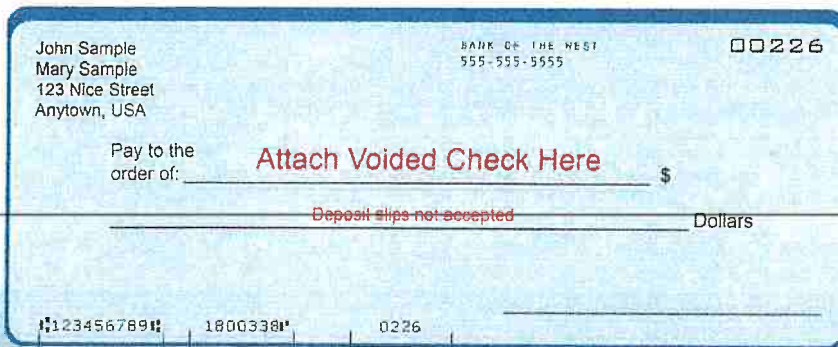 John Sample
Mary Sample
123 Nice Street
Anytown, USA
BANK OF THE WEST
555-555-5555
00226
Pay to the
order of: Attach Voided Check Here $
Deposit slips not accepted Dollars
⑆123456789⑆ 1800338⑈ 0226